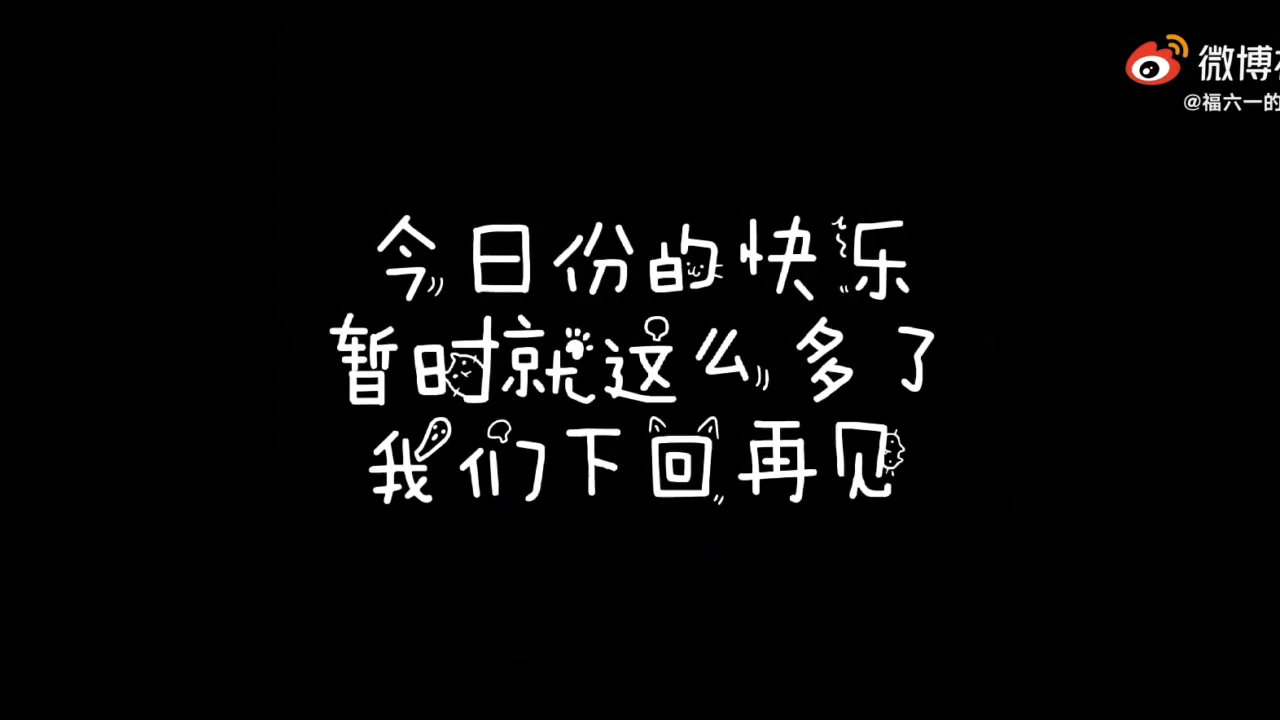 微博
@福六一的
今日份的快乐
暂时就这么多了
我们下回再见